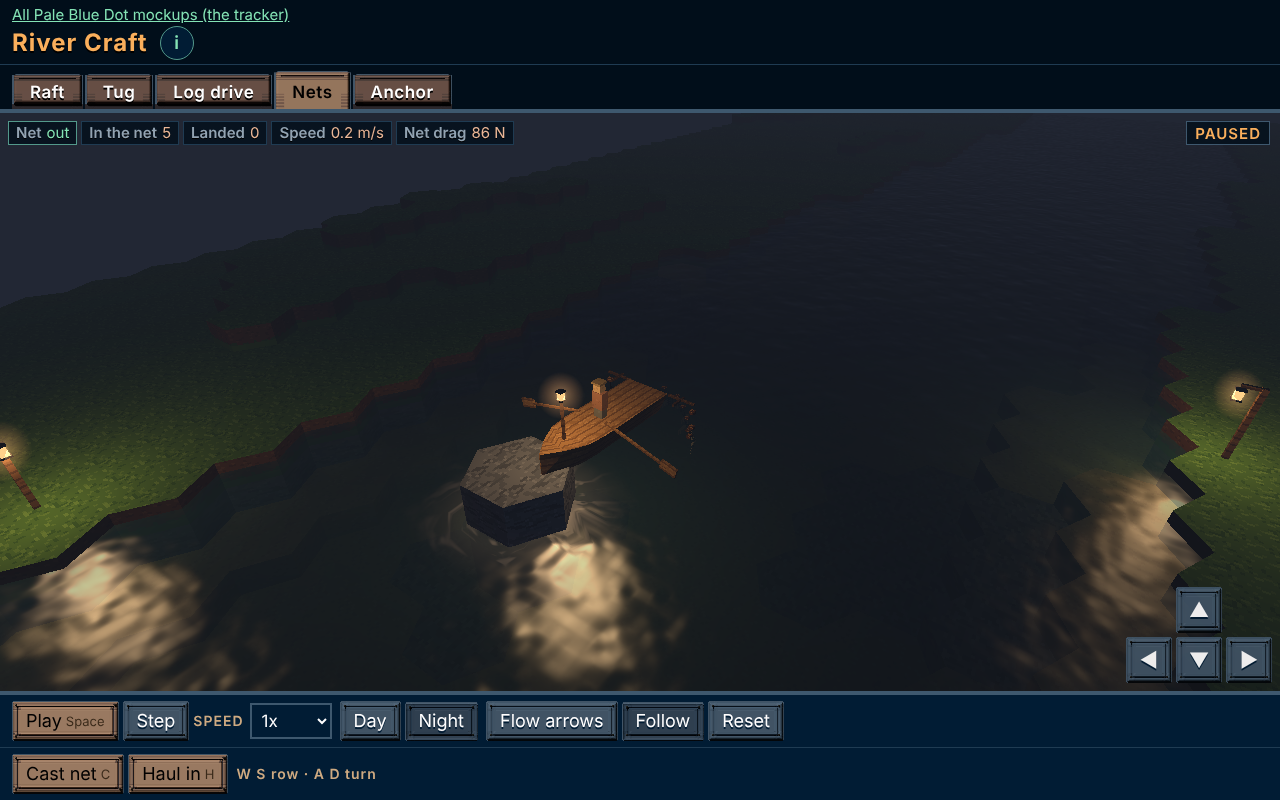 All Pale Blue Dot mockups (the tracker)
River Craft i
Raft Tug Log drive Nets Anchor
Net out In the net 5 Landed 0 Speed 0.2 m/s Net drag 86 N PAUSED
Play Space Step SPEED 1x Day Night Flow arrows Follow Reset
Cast net C Haul in H W S row · A D turn